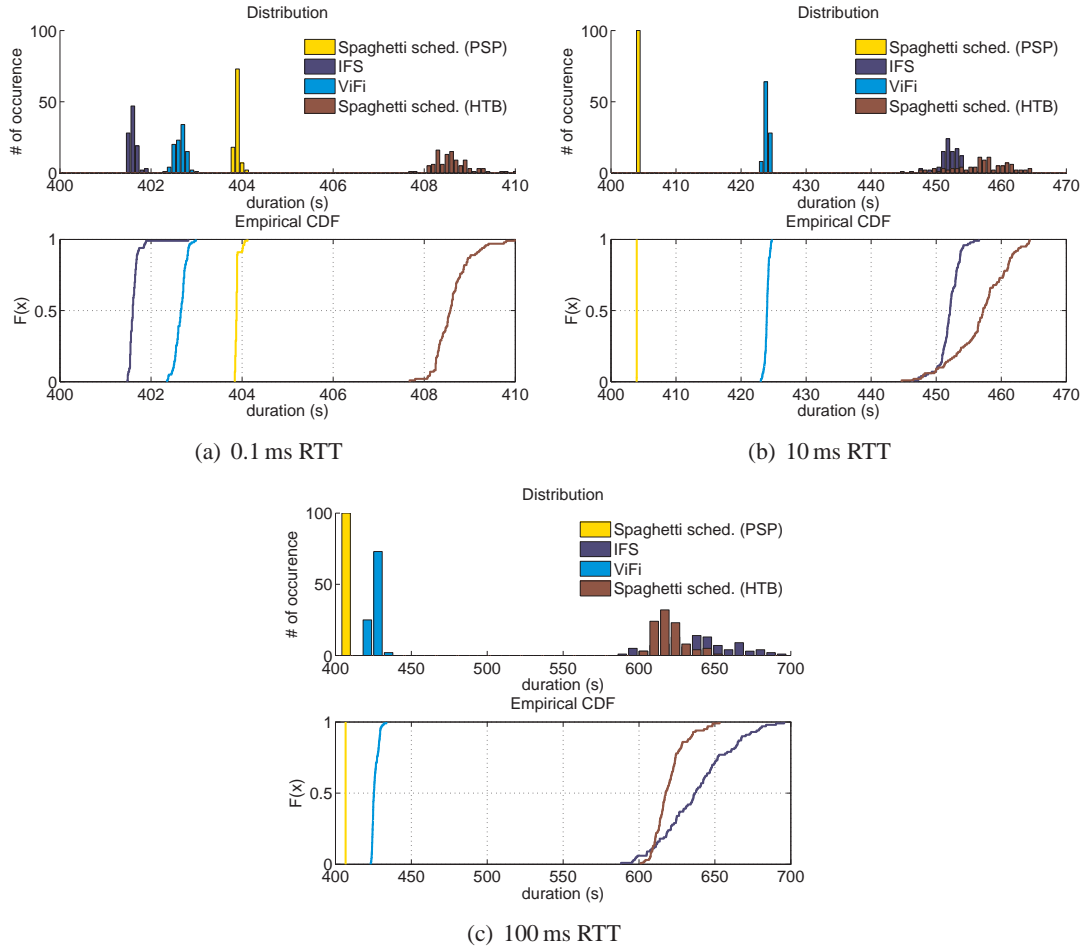 Distribution
100
50
0
# of occurence
Spaghetti sched. (PSP)
IFS
ViFi
Spaghetti sched. (HTB)
400 402 404 406 408 410
duration (s)
Empirical CDF
1
0.5
0
F(x)
400 402 404 406 408 410
duration (s)
(a) 0.1 ms RTT
Distribution
100
50
0
# of occurence
Spaghetti sched. (PSP)
IFS
ViFi
Spaghetti sched. (HTB)
400 410 420 430 440 450 460 470
duration (s)
Empirical CDF
1
0.5
0
F(x)
400 410 420 430 440 450 460 470
duration (s)
(b) 10 ms RTT
Distribution
100
50
0
# of occurence
Spaghetti sched. (PSP)
IFS
ViFi
Spaghetti sched. (HTB)
400 450 500 550 600 650 700
duration (s)
Empirical CDF
1
0.5
0
F(x)
400 450 500 550 600 650 700
duration (s)
(c) 100 ms RTT